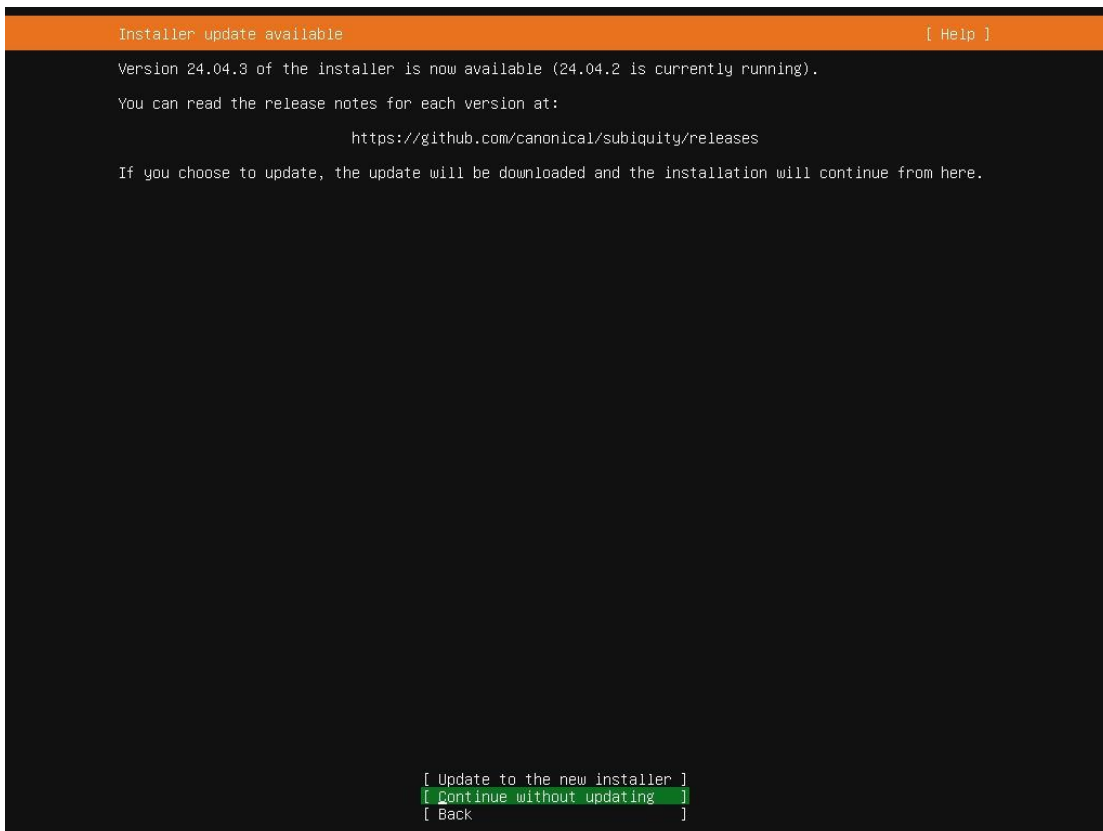 Installer update available [ Help ]
Version 24.04.3 of the installer is now available (24.04.2 is currently running).
You can read the release notes for each version at:
https://github.com/canonical/subiquity/releases
If you choose to update, the update will be downloaded and the installation will continue from here.
[ Update to the new installer ]
[ Continue without updating ]
[ Back ]